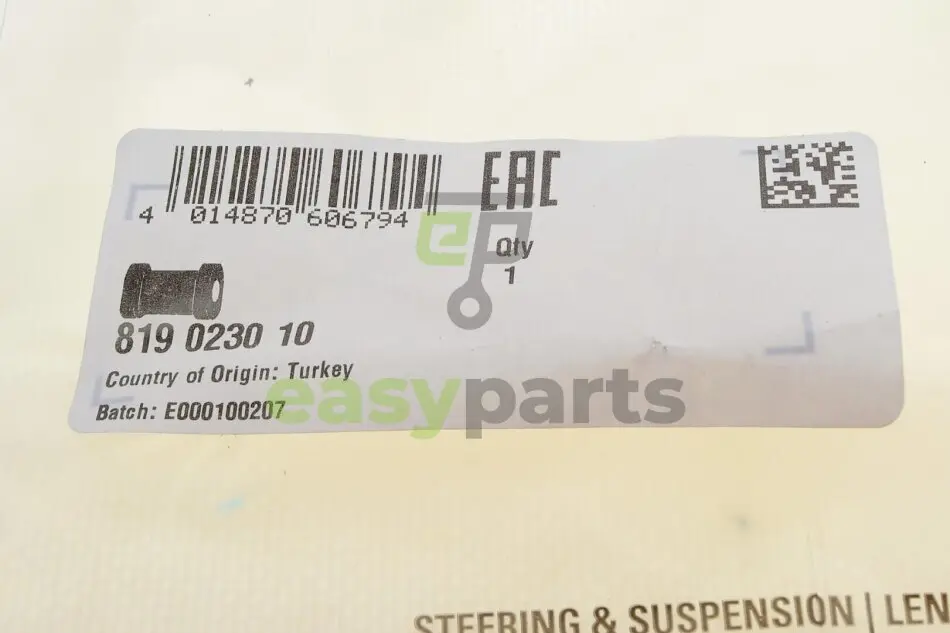 4 014870 606794
EAC
Qty
1
819 0230 10
Country of Origin: Turkey
Batch: E000100207
easyparts
STEERING & SUSPENSION | LEN